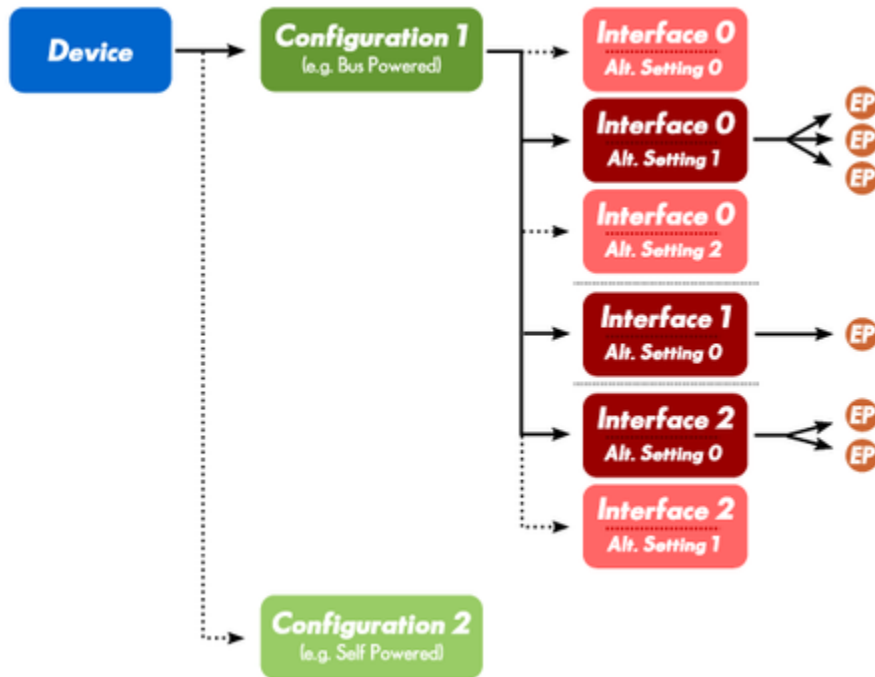 Device
Configuration 1
(e.g. Bus Powered)
Interface 0
Alt. Setting 0
Interface 0
Alt. Setting 1
EP
EP
EP
Interface 0
Alt. Setting 2
Interface 1
Alt. Setting 0
EP
Interface 2
Alt. Setting 0
EP
EP
Interface 2
Alt. Setting 1
Configuration 2
(e.g. Self Powered)